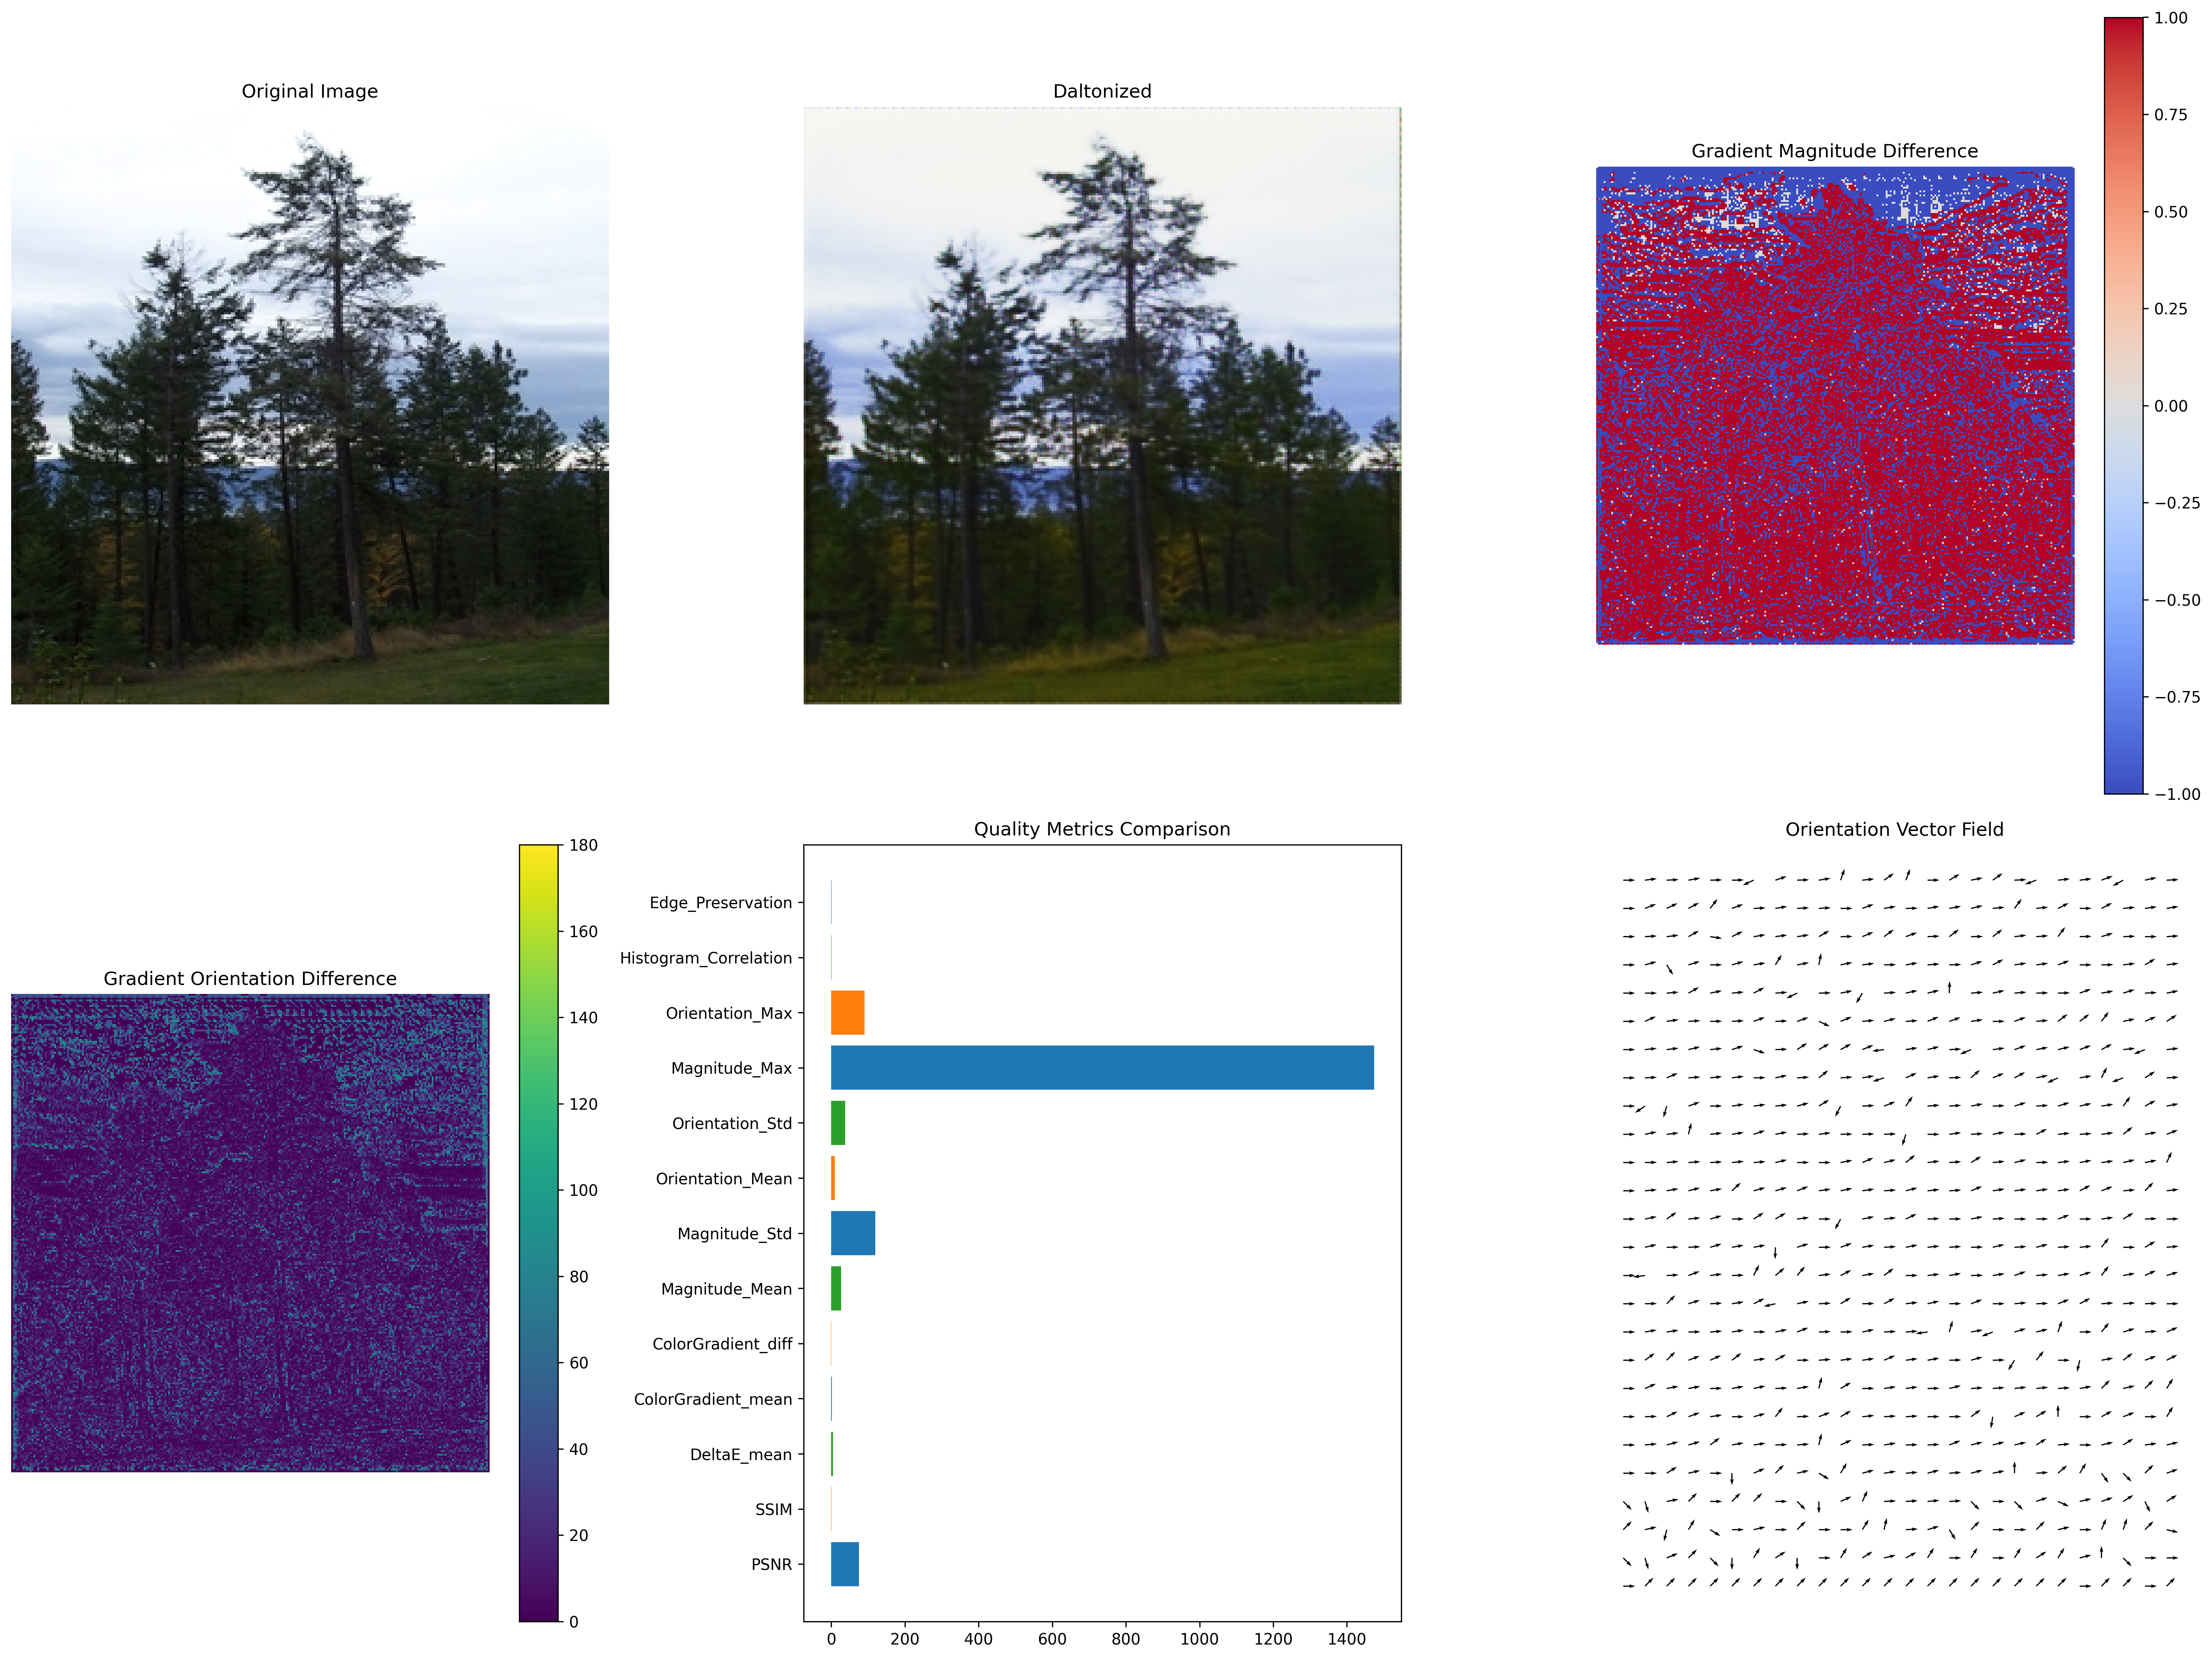 Original Image
Daltonized
Gradient Magnitude Difference
1.00
0.75
0.50
0.25
0.00
−0.25
−0.50
−0.75
−1.00
Gradient Orientation Difference
180
160
140
120
100
80
60
40
20
0
Quality Metrics Comparison
Edge_Preservation
Histogram_Correlation
Orientation_Max
Magnitude_Max
Orientation_Std
Orientation_Mean
Magnitude_Std
Magnitude_Mean
ColorGradient_diff
ColorGradient_mean
DeltaE_mean
SSIM
PSNR
0 200 400 600 800 1000 1200 1400
Orientation Vector Field